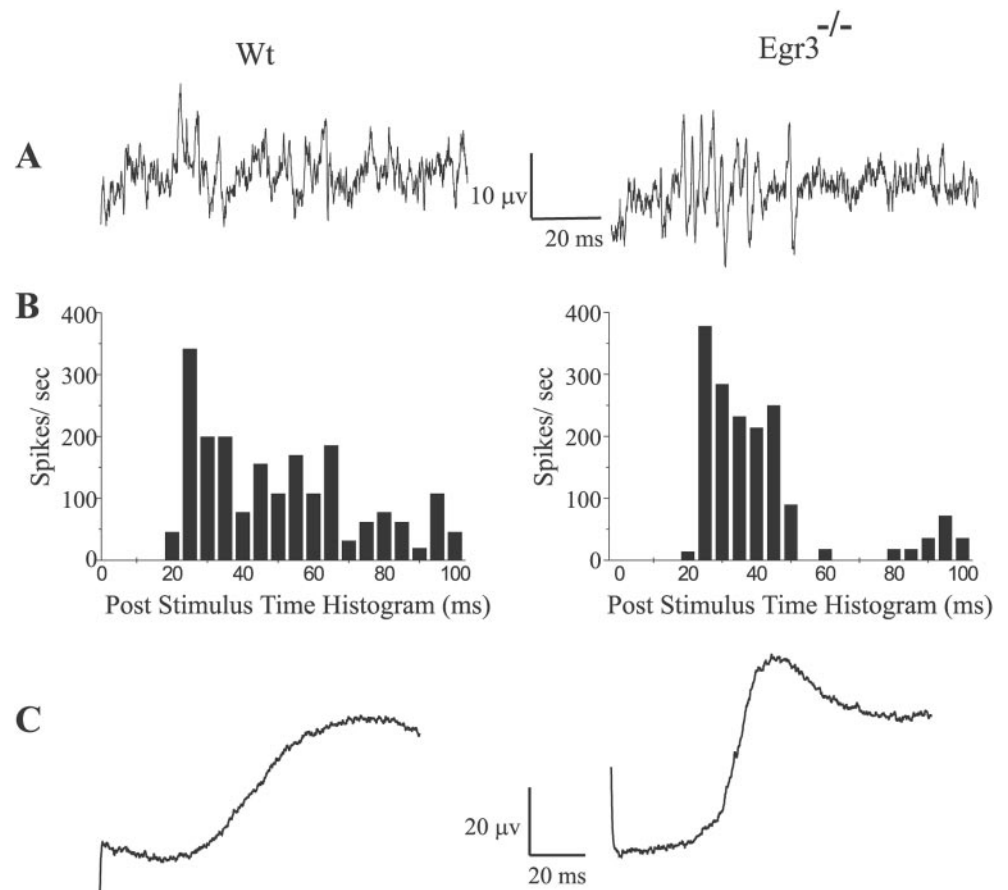 Wt
Egr3-/-
A
10 μv
20 ms
B
400
300
200
100
0
Spikes/ sec
0 20 40 60 80 100
Post Stimulus Time Histogram (ms)
400
300
200
100
0
Spikes/ sec
0 20 40 60 80 100
Post Stimulus Time Histogram (ms)
C
20 μv
20 ms